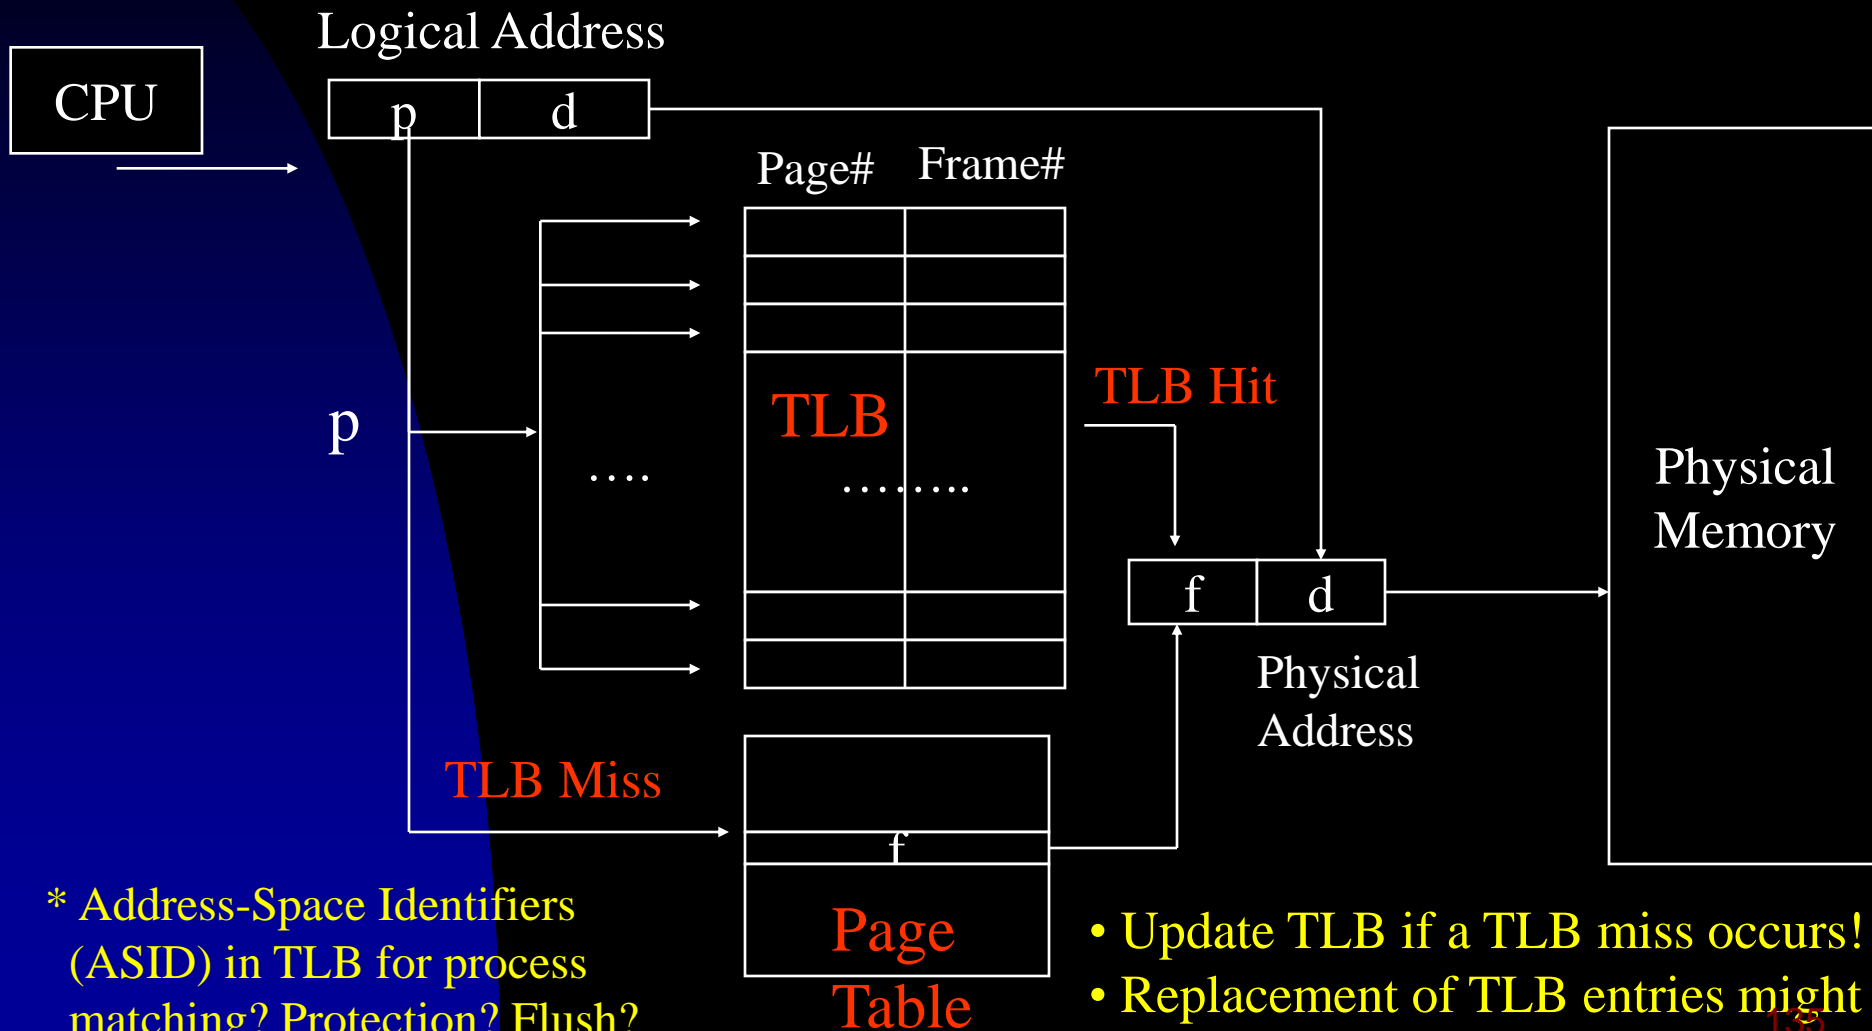 Logical Address
CPU
p d
Page# Frame#
TLB Hit
TLB
p
....
........
Physical
Memory
f d
Physical
Address
TLB Miss
f
* Address-Space Identifiers
(ASID) in TLB for process
matching? Protection? Flush?
Page
Table
• Update TLB if a TLB miss occurs!
• Replacement of TLB entries might
135